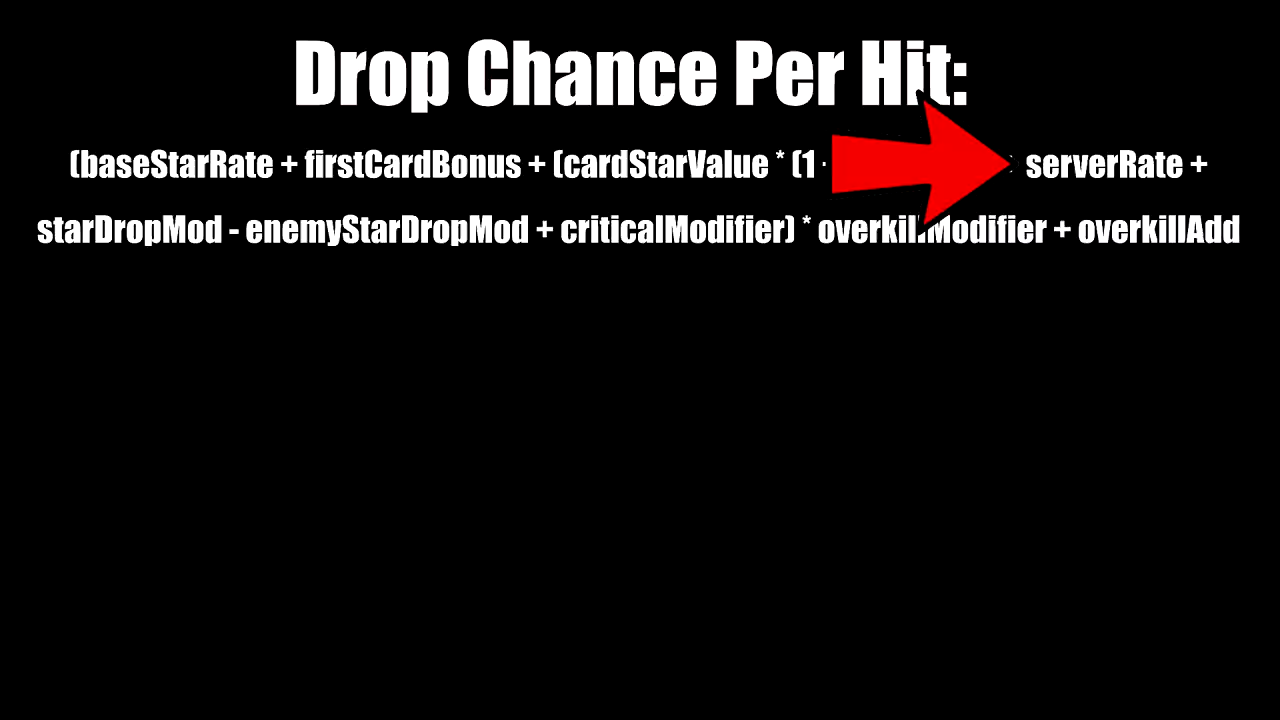 Drop Chance Per Hit:
(baseStarRate + firstCardBonus + (cardStarValue * (1 serverRate +
starDropMod - enemyStarDropMod + criticalModifier) * overkillModifier + overkillAdd